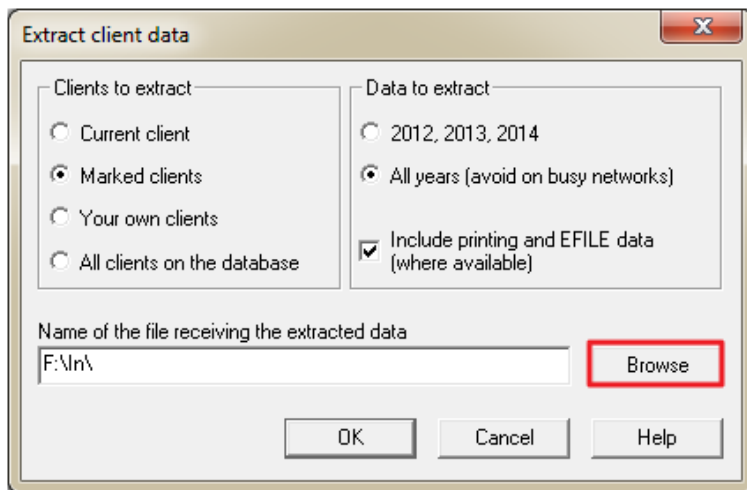 Extract client data
Clients to extract
Current client
Marked clients
Your own clients
All clients on the database
Data to extract
2012, 2013, 2014
All years (avoid on busy networks)
Include printing and EFILE data
(where available)
Name of the file receiving the extracted data
F:\In\
Browse
OK
Cancel
Help